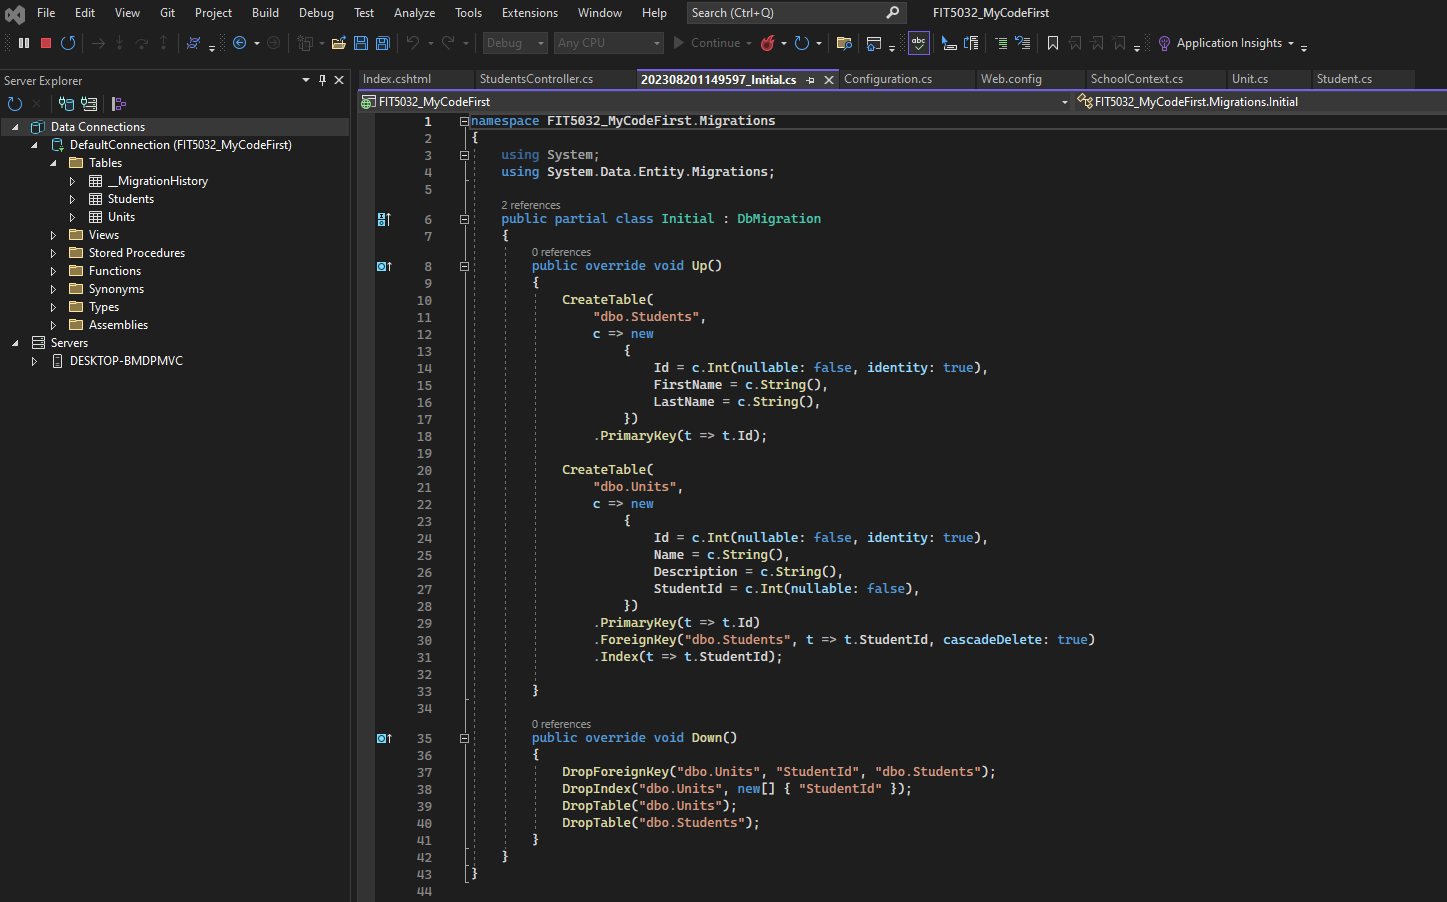 File Edit View Git Project Build Debug Test Analyze Tools Extensions Window Help Search (Ctrl+Q) FIT5032_MyCodeFirst
Debug Any CPU Continue abc Application Insights
Server Explorer
Data Connections
DefaultConnection (FIT5032_MyCodeFirst)
Tables
__MigrationHistory
Students
Units
Views
Stored Procedures
Functions
Synonyms
Types
Assemblies
Servers
DESKTOP-BMDPMVC
Index.cshtml StudentsController.cs 202308201149597_Initial.cs Configuration.cs Web.config SchoolContext.cs Unit.cs Student.cs
FIT5032_MyCodeFirst FIT5032_MyCodeFirst.Migrations.Initial
1 namespace FIT5032_MyCodeFirst.Migrations
2 {
3 using System;
4 using System.Data.Entity.Migrations;
5
2 references
6 public partial class Initial : DbMigration
7 {
0 references
8 public override void Up()
9 {
10 CreateTable(
11 "dbo.Students",
12 c => new
13 {
14 Id = c.Int(nullable: false, identity: true),
15 FirstName = c.String(),
16 LastName = c.String(),
17 })
18 .PrimaryKey(t => t.Id);
19
20 CreateTable(
21 "dbo.Units",
22 c => new
23 {
24 Id = c.Int(nullable: false, identity: true),
25 Name = c.String(),
26 Description = c.String(),
27 StudentId = c.Int(nullable: false),
28 })
29 .PrimaryKey(t => t.Id)
30 .ForeignKey("dbo.Students", t => t.StudentId, cascadeDelete: true)
31 .Index(t => t.StudentId);
32
33 }
34
0 references
35 public override void Down()
36 {
37 DropForeignKey("dbo.Units", "StudentId", "dbo.Students");
38 DropIndex("dbo.Units", new[] { "StudentId" });
39 DropTable("dbo.Units");
40 DropTable("dbo.Students");
41 }
42 }
43 }
44